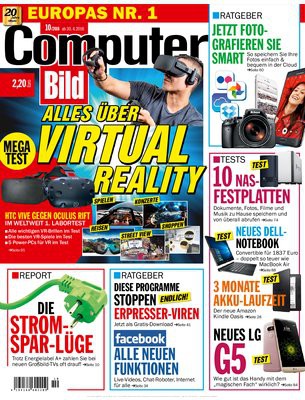 20
EUROPAS NR. 1
Computer
Bild
10/2016
2,20
ALLES ÜBER
VIRTUAL
REALITY
MEGA
TEST
HTC VIVE GEGEN OCULUS RIFT
IM WELTWEIT 1. LABORTEST
Alle wichtigen VR-Brillen im Test
Die besten VR-Spiele im Test
5 Power-PCs für VR im Test
SPIELEN
KONZERTE
REISEN
STREET VIEW
SHOPPEN
RATGEBER
JETZT FOTO-
GRAFIEREN SIE
SMART
So speichern Sie Ihre
Fotos einfach &
bequem in der Cloud
TESTS
TEST
10 NAS-
FESTPLATTEN
Dokumente, Fotos, Filme und
Musik zu Hause speichern und
von überall abrufen
NEUES DELL-
NOTEBOOK
TEST
Convertible für 1837 Euro
– doppelt so teuer wie
MacBook Air
3 MONATE
AKKU-LAUFZEIT
Der neue Amazon
Kindle Oasis
TEST
NEUES LG
G5
TEST
Wie gut ist das Handy mit dem
„magischen Fach“ wirklich?
REPORT
DIE
STROM-
SPAR-LÜGE
Trotz Energielabel A+ zahlen Sie bei
neuen Großbild-TVs oft drauf!
RATGEBER
DIESE PROGRAMME
STOPPEN ENDLICH!
ERPRESSER-VIREN
Jetzt als Gratis-Download
facebook
ALLE NEUEN
FUNKTIONEN
Live-Videos, Chat-Roboter, Internet
für alle